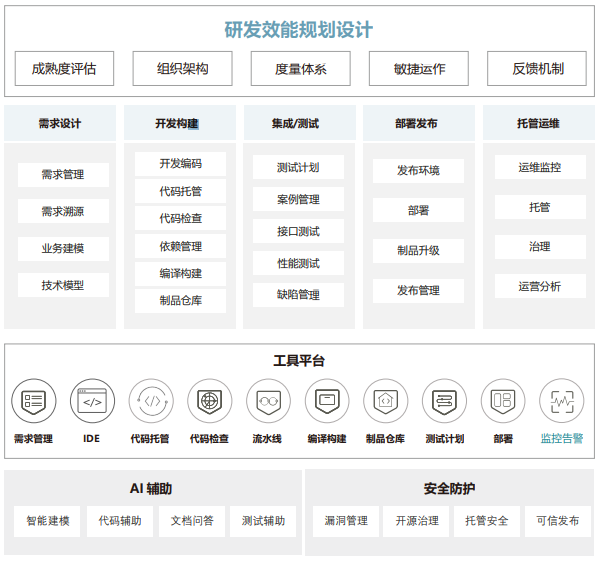 研发效能规划设计
成熟度评估 组织架构 度量体系 敏捷运作 反馈机制
需求设计 开发构建 集成/测试 部署发布 托管运维
需求管理
需求溯源
业务建模
技术模型
开发编码
代码托管
代码检查
依赖管理
编译构建
制品仓库
测试计划
案例管理
接口测试
性能测试
缺陷管理
发布环境
部署
制品升级
发布管理
运维监控
托管
治理
运营分析
工具平台
需求管理 IDE 代码托管 代码检查 流水线 编译构建 制品仓库 测试计划 部署 监控告警
AI 辅助
智能建模 代码辅助 文档问答 测试辅助
安全防护
漏洞管理 开源治理 托管安全 可信发布